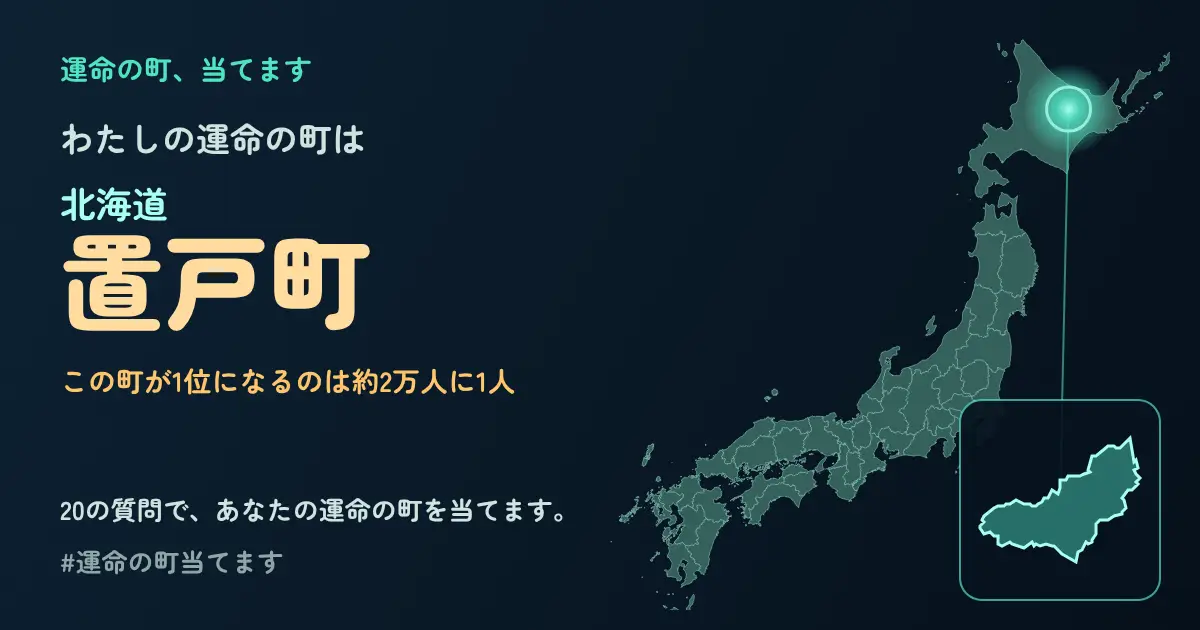 運命の町、当てます
わたしの運命の町は
北海道
置戸町
この町が1位になるのは約2万人に1人
20の質問で、あなたの運命の町を当てます。
#運命の町当てます